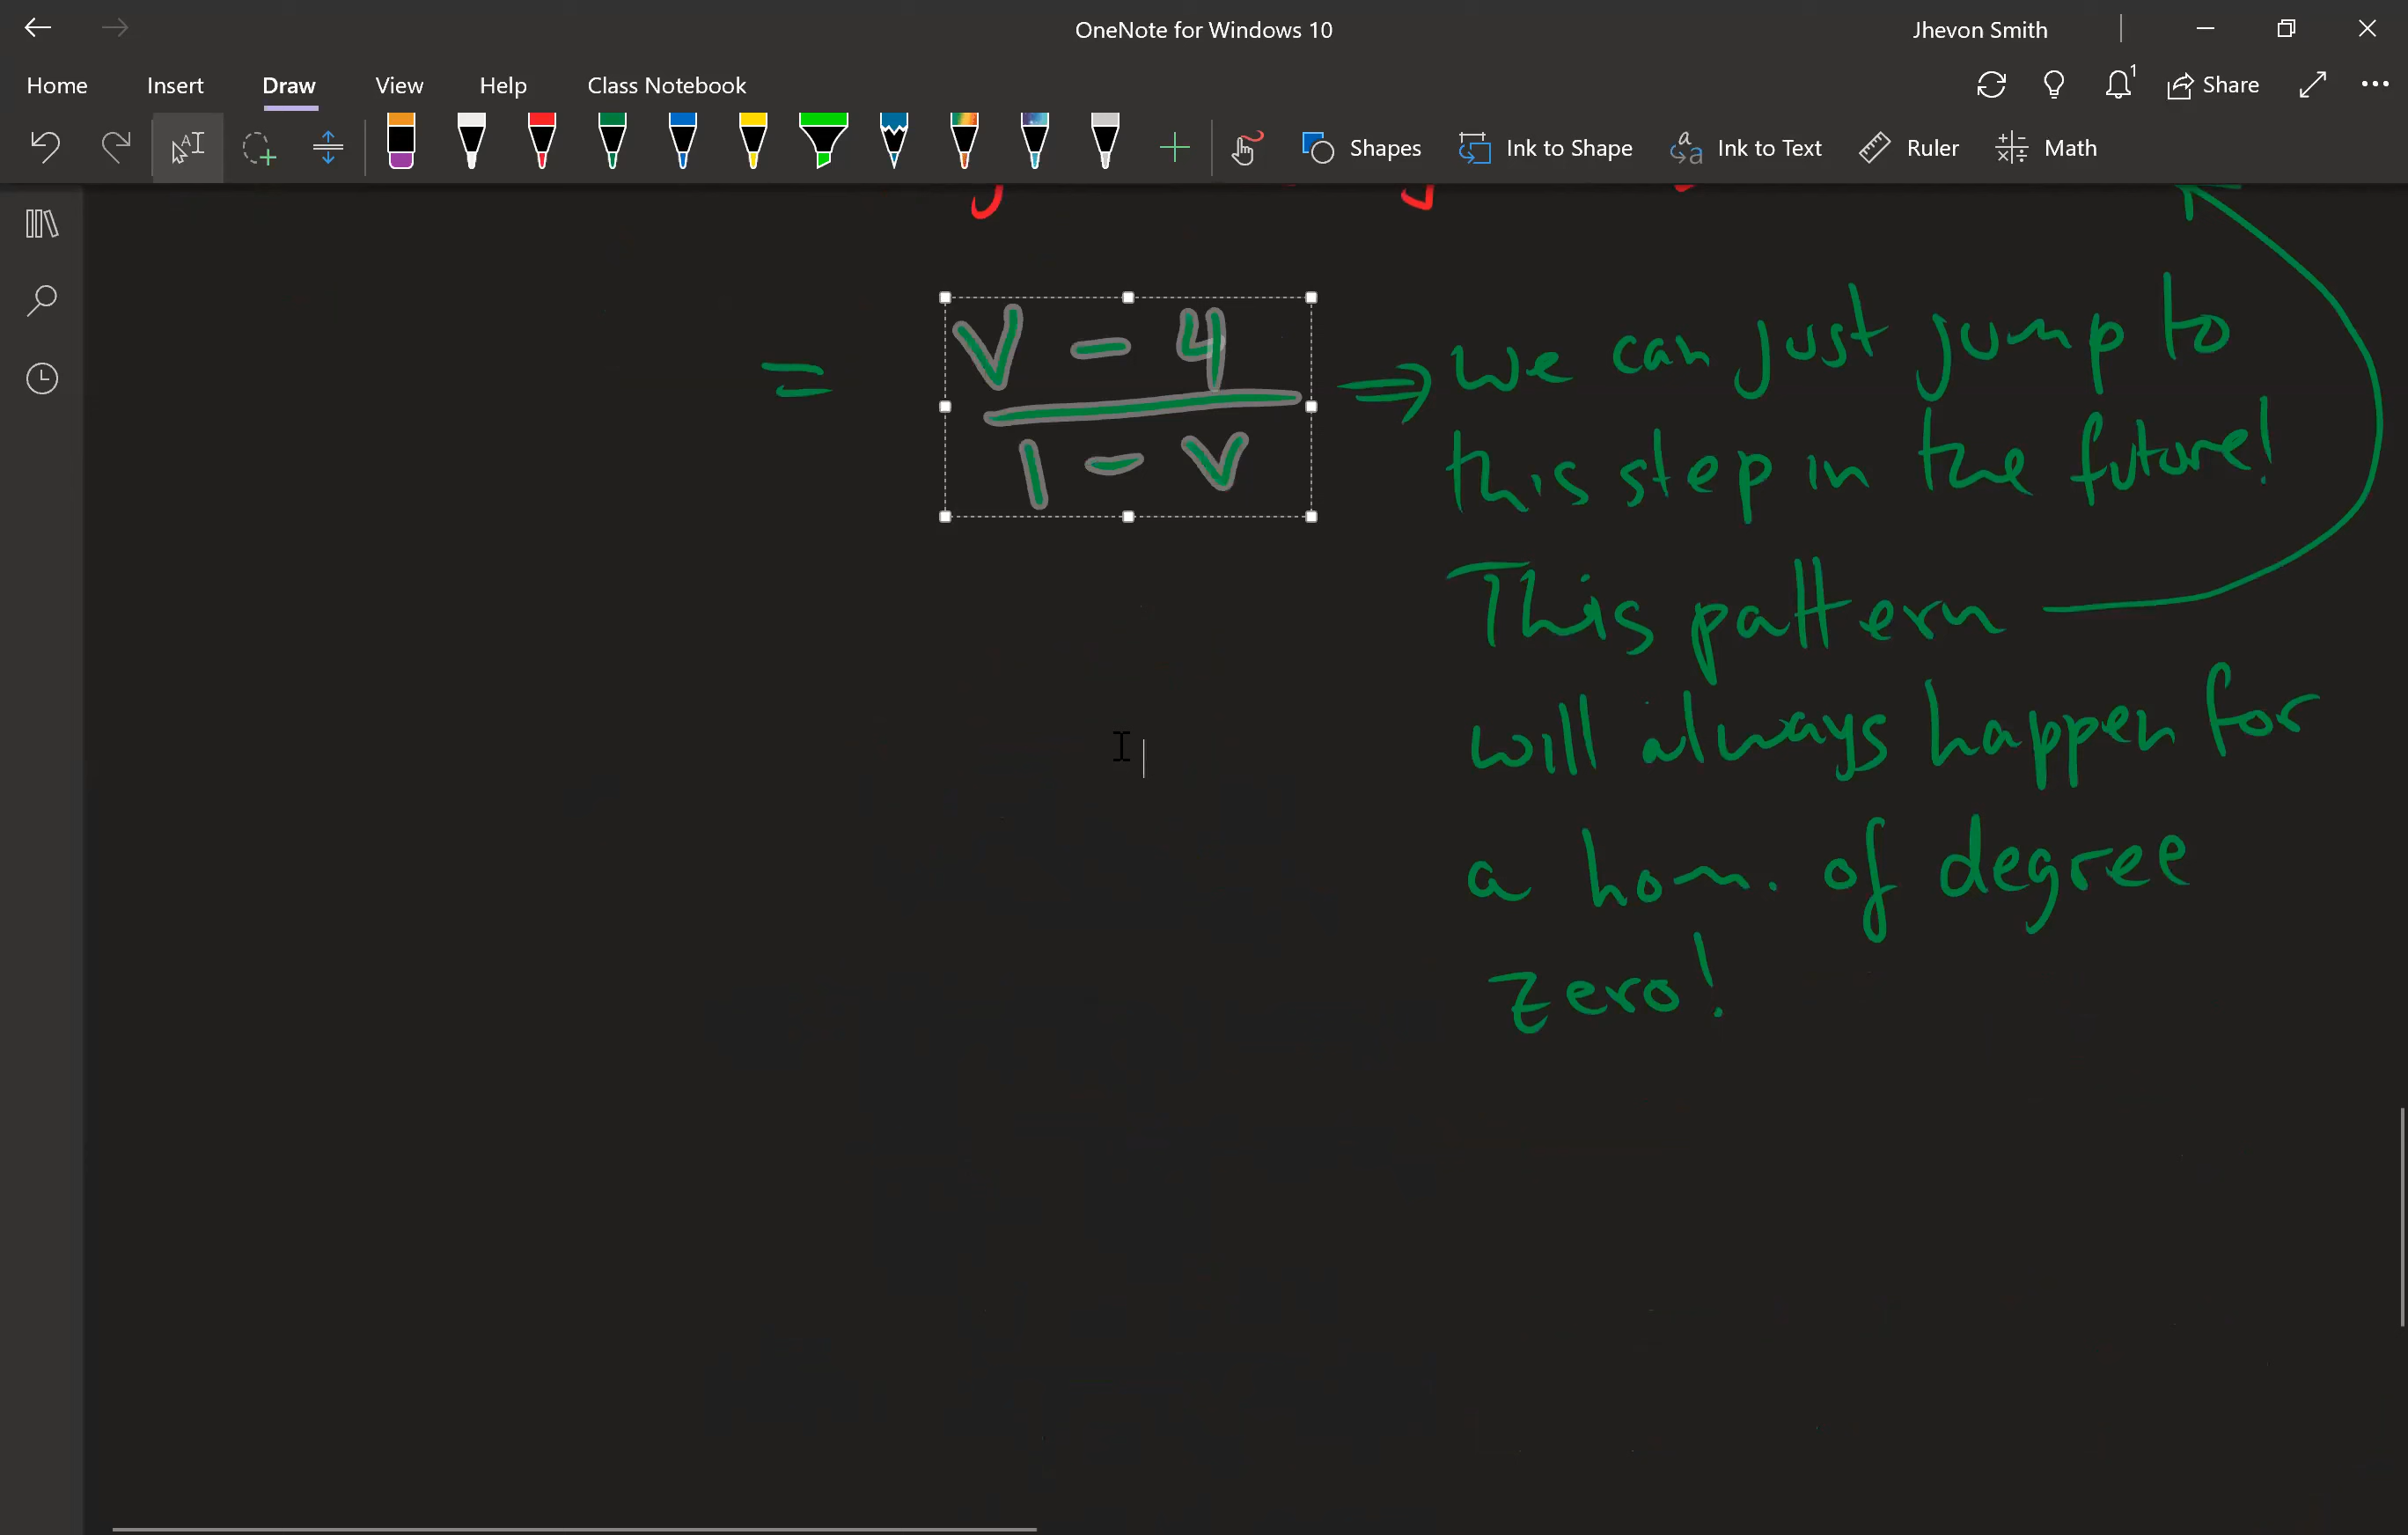 OneNote for Windows 10
Jhevon Smith
Home Insert Draw View Help Class Notebook
1 Share
Shapes Ink to Shape Ink to Text Ruler Math
= V - 4 / 1 - V ⇒ we can just jump to
this step in the future!
This pattern
will always happen for
a hom. of degree
zero!